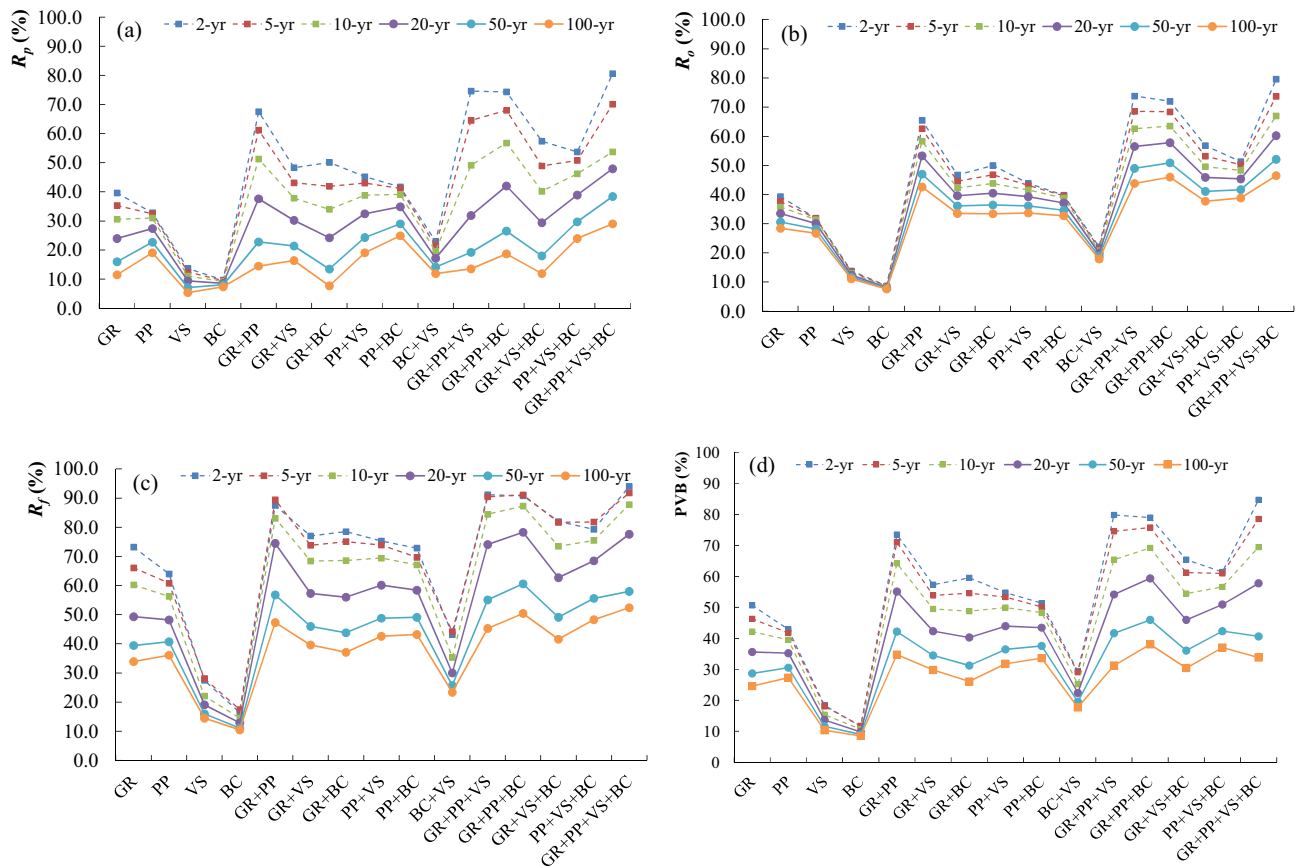 (a)
2-yr 5-yr 10-yr 20-yr 50-yr 100-yr
Rp (%)
100.0
90.0
80.0
70.0
60.0
50.0
40.0
30.0
20.0
10.0
0.0
GR
PP
VS
BC
GR+PP
GR+VS
GR+BC
PP+VS
PP+BC
BC+VS
GR+PP+VS
GR+PP+BC
GR+VS+BC
PP+VS+BC
GR+PP+VS+BC
(b)
2-yr 5-yr 10-yr 20-yr 50-yr 100-yr
Ro (%)
100.0
90.0
80.0
70.0
60.0
50.0
40.0
30.0
20.0
10.0
0.0
GR
PP
VS
BC
GR+PP
GR+VS
GR+BC
PP+VS
PP+BC
BC+VS
GR+PP+VS
GR+PP+BC
GR+VS+BC
PP+VS+BC
GR+PP+VS+BC
(c)
2-yr 5-yr 10-yr 20-yr 50-yr 100-yr
Rf (%)
100.0
90.0
80.0
70.0
60.0
50.0
40.0
30.0
20.0
10.0
0.0
GR
PP
VS
BC
GR+PP
GR+VS
GR+BC
PP+VS
PP+BC
BC+VS
GR+PP+VS
GR+PP+BC
GR+VS+BC
PP+VS+BC
GR+PP+VS+BC
(d)
2-yr 5-yr 10-yr 20-yr 50-yr 100-yr
PVB (%)
100
90
80
70
60
50
40
30
20
10
0
GR
PP
VS
BC
GR+PP
GR+VS
GR+BC
PP+VS
PP+BC
BC+VS
GR+PP+VS
GR+PP+BC
GR+VS+BC
PP+VS+BC
GR+PP+VS+BC